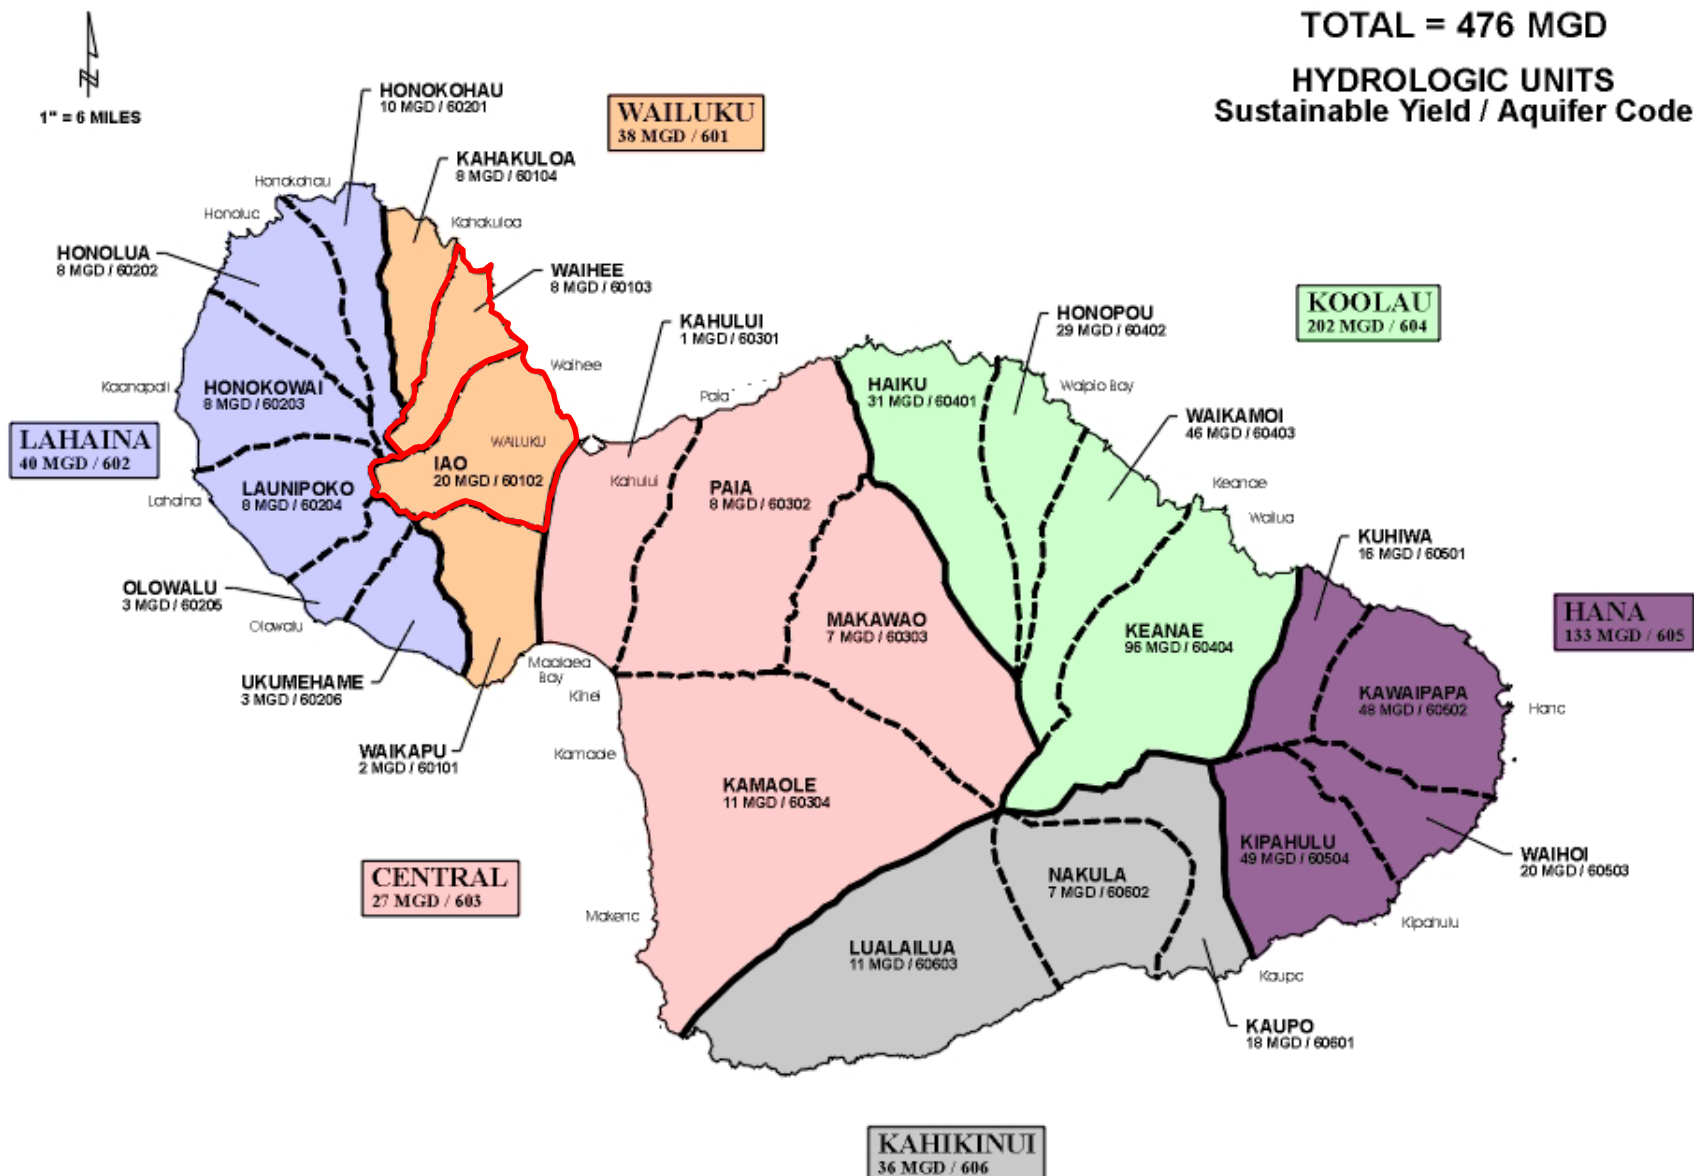 TOTAL = 476 MGD
HYDROLOGIC UNITS
Sustainable Yield / Aquifer Code
N
1" = 6 MILES
HONOKOHAU
10 MGD / 60201
WAILUKU
38 MGD / 601
KAHAKULOA
8 MGD / 60104
Honokohau
Honolua
Kahakuloa
HONOLUA
8 MGD / 60202
WAIHEE
8 MGD / 60103
KAHULUI
1 MGD / 60301
HONOPOU
29 MGD / 60402
KOOLAU
202 MGD / 604
Waihee
Kaanapali
HONOKOWAI
8 MGD / 60203
Paia
HAIKU
31 MGD / 60401
Waipio Bay
WAIKAMOI
46 MGD / 60403
LAHAINA
40 MGD / 602
WAILUKU
IAO
20 MGD / 60102
Kahului
PAIA
8 MGD / 60302
Keanae
Wailua
LAUNIPOKO
8 MGD / 60204
Lahaina
KUHIWA
16 MGD / 60501
OLOWALU
3 MGD / 60205
Olowalu
MAKAWAO
7 MGD / 60303
KEANAE
96 MGD / 60404
HANA
133 MGD / 605
UKUMEHAME
3 MGD / 60206
Maalaea
Bay
Kihei
KAWAIPAPA
48 MGD / 60502
Hana
WAIKAPU
2 MGD / 60101
Kamaole
KAMAOLE
11 MGD / 60304
KIPAHULU
49 MGD / 60504
WAIHOI
20 MGD / 60503
CENTRAL
27 MGD / 603
NAKULA
7 MGD / 60602
Makena
Kipahulu
LUALAILUA
11 MGD / 60603
Kaupo
KAUPO
18 MGD / 60601
KAHIKINUI
36 MGD / 606